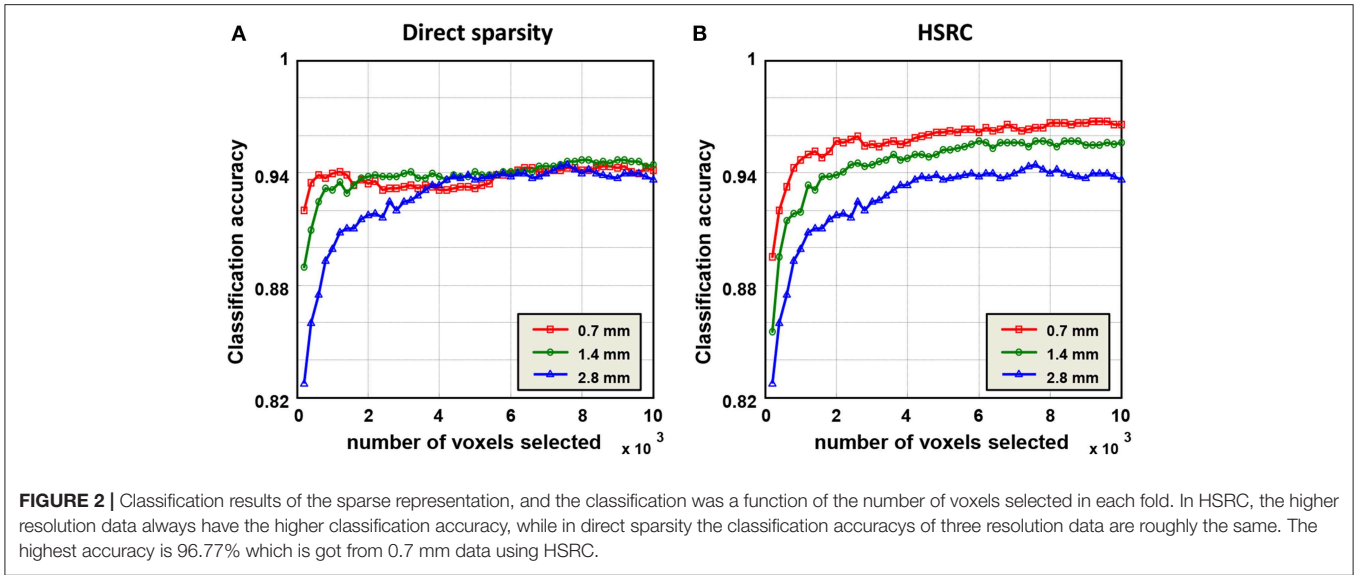 A Direct sparsity
Classification accuracy
1
0.94
0.88
0.82
0 2 4 6 8 10
number of voxels selected x 10 3
0.7 mm
1.4 mm
2.8 mm
B HSRC
Classification accuracy
1
0.94
0.88
0.82
0 2 4 6 8 10
number of voxels selected x 10 3
0.7 mm
1.4 mm
2.8 mm
FIGURE 2 | Classification results of the sparse representation, and the classification was a function of the number of voxels selected in each fold. In HSRC, the higher
resolution data always have the higher classification accuracy, while in direct sparsity the classification accuracys of three resolution data are roughly the same. The
highest accuracy is 96.77% which is got from 0.7 mm data using HSRC.